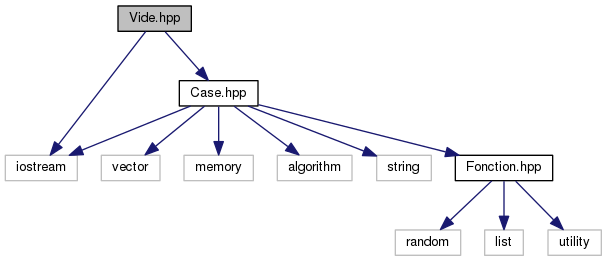 Vide.hpp
Case.hpp
iostream
vector
memory
algorithm
string
Fonction.hpp
random
list
utility